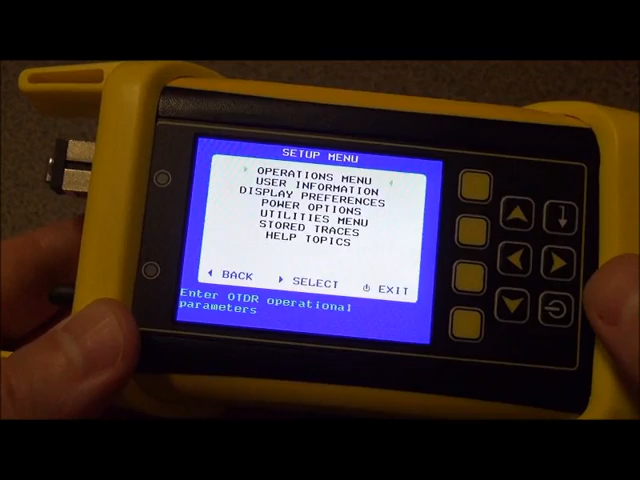 SETUP MENU
OPERATIONS MENU
USER INFORMATION
DISPLAY PREFERENCES
POWER OPTIONS
UTILITIES MENU
STORED TRACES
HELP TOPICS
BACK SELECT EXIT
Enter OTDR operational
parameters